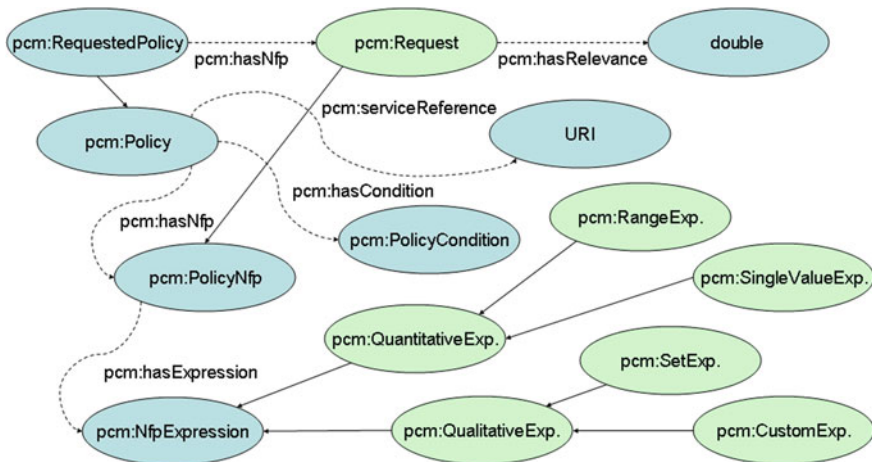 pcm:RequestedPolicy
pcm:hasNfp
pcm:Request
pcm:hasRelevance
double
pcm:serviceReference
pcm:Policy
URI
pcm:hasCondition
pcm:hasNfp
pcm:RangeExp.
pcm:PolicyCondition
pcm:PolicyNfp
pcm:SingleValueExp.
pcm:QuantitativeExp.
pcm:SetExp.
pcm:hasExpression
pcm:NfpExpression
pcm:QualitativeExp.
pcm:CustomExp.